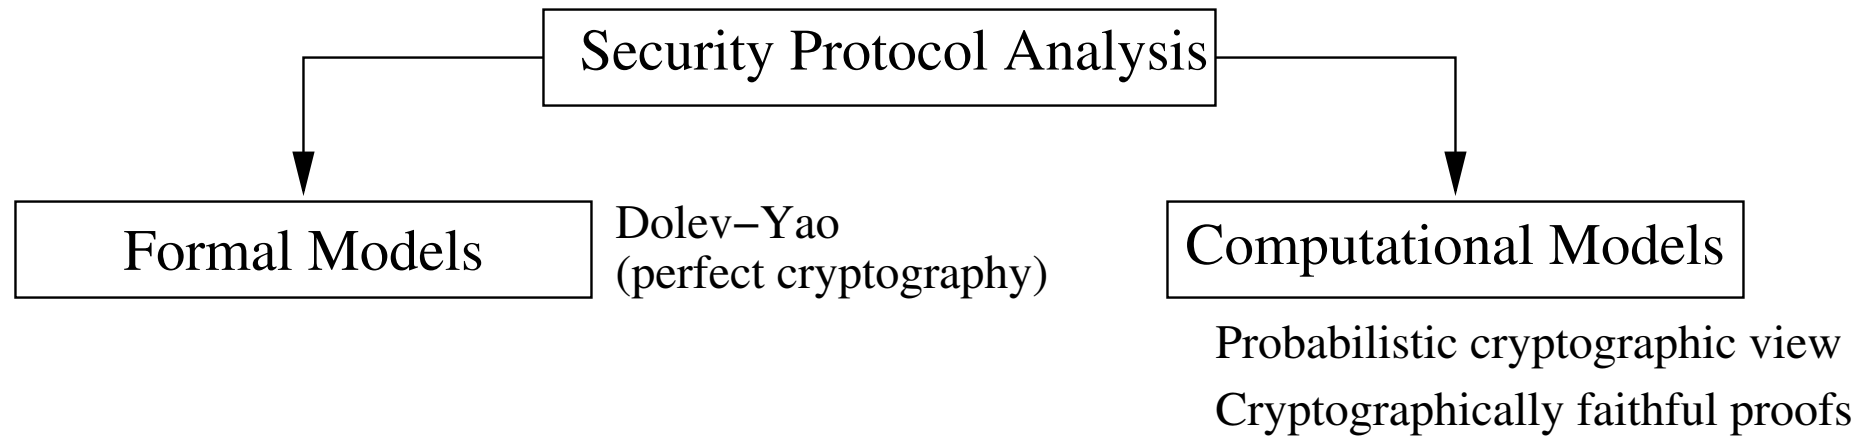 Security Protocol Analysis
Formal Models
Dolev−Yao
(perfect cryptography)
Computational Models
Probabilistic cryptographic view
Cryptographically faithful proofs